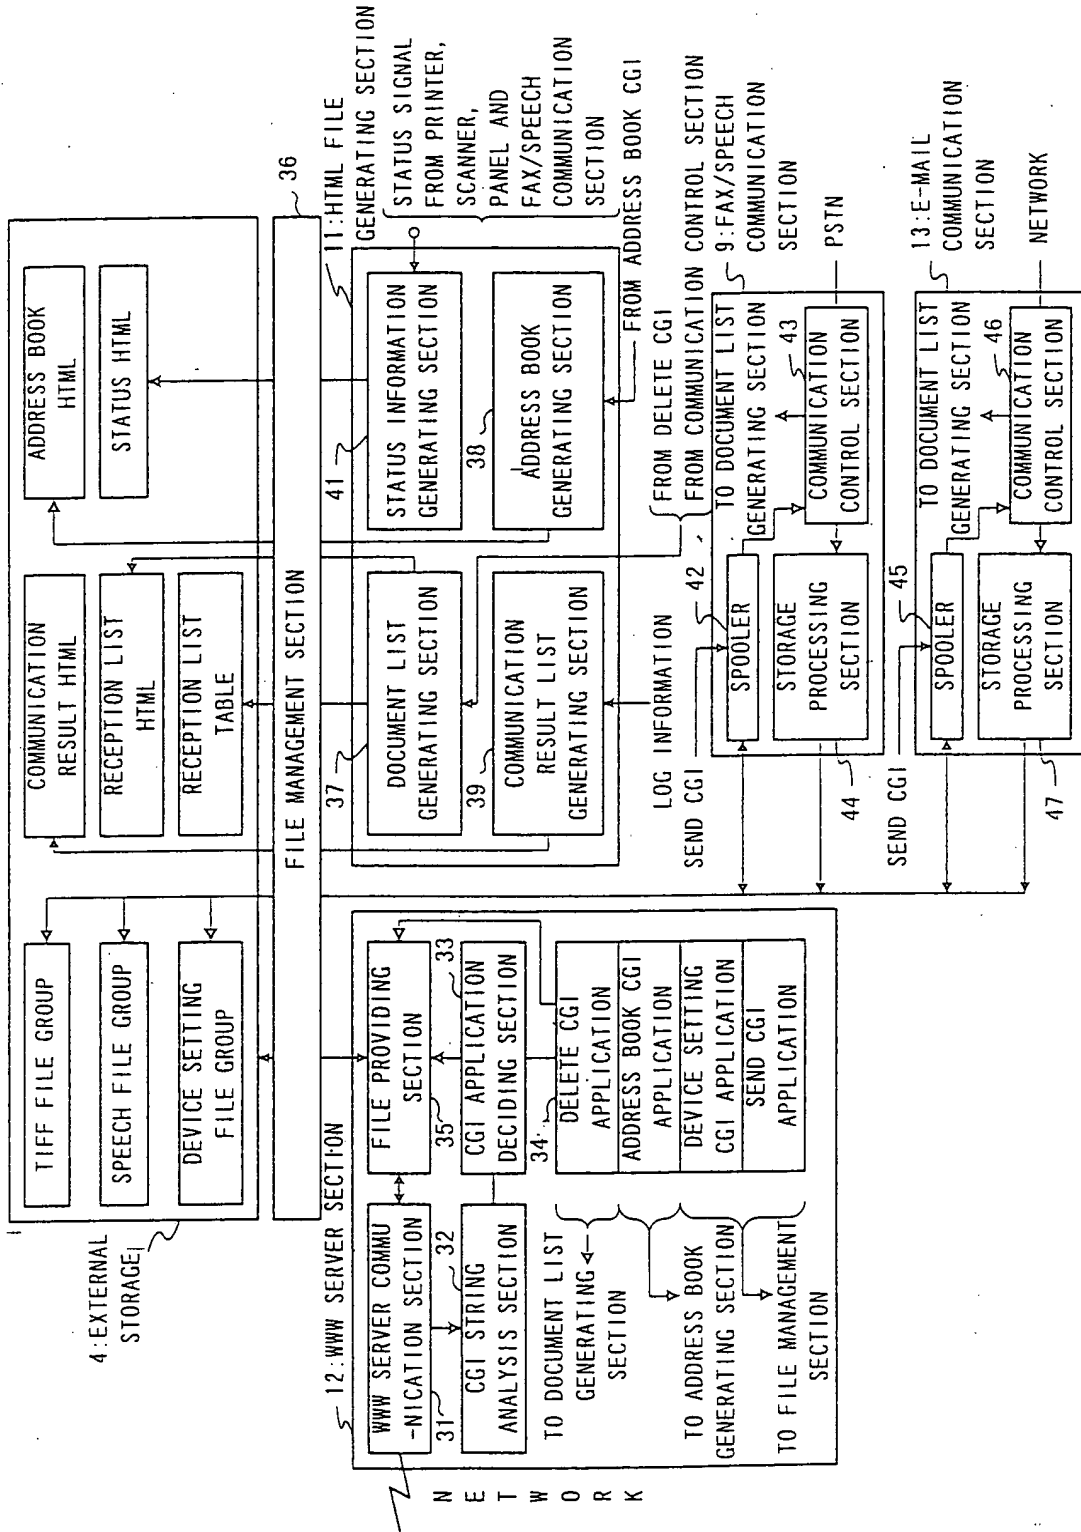 4:EXTERNAL
STORAGE
TIFF FILE GROUP
SPEECH FILE GROUP
DEVICE SETTING
FILE GROUP
COMMUNICATION
RESULT HTML
RECEPTION LIST
HTML
RECEPTION LIST
TABLE
ADDRESS BOOK
HTML
STATUS HTML
FILE MANAGEMENT SECTION
36
12:WWW SERVER SECTION
WWW SERVER COMMU
-NICATION SECTION
31
32
CGI STRING
ANALYSIS SECTION
FILE PROVIDING
SECTION
35
33
CGI APPLICATION
DECIDING SECTION
34
DELETE CGI
APPLICATION
ADDRESS BOOK CGI
APPLICATION
DEVICE SETTING
CGI APPLICATION
SEND CGI
APPLICATION
TO DOCUMENT LIST
GENERATING
SECTION
TO ADDRESS BOOK
GENERATING SECTION
TO FILE MANAGEMENT
SECTION
NETWORK
11:HTML FILE
GENERATING SECTION
37
DOCUMENT LIST
GENERATING SECTION
39
COMMUNICATION
RESULT LIST
GENERATING SECTION
41
STATUS INFORMATION
GENERATING SECTION
38
ADDRESS BOOK
GENERATING SECTION
STATUS SIGNAL
FROM PRINTER,
SCANNER,
PANEL AND
FAX/SPEECH
COMMUNICATION
SECTION
FROM ADDRESS BOOK CGI
FROM DELETE CGI
FROM COMMUNICATION CONTROL SECTION
LOG INFORMATION
SEND CGI
42
9:FAX/SPEECH
COMMUNICATION
SECTION
TO DOCUMENT LIST
GENERATING SECTION
SPOOLER
43
COMMUNICATION
CONTROL SECTION
PSTN
STORAGE
PROCESSING
SECTION
44
SEND CGI
45
13:E-MAIL
COMMUNICATION
SECTION
TO DOCUMENT LIST
GENERATING SECTION
SPOOLER
46
COMMUNICATION
CONTROL SECTION
NETWORK
STORAGE
PROCESSING
SECTION
47